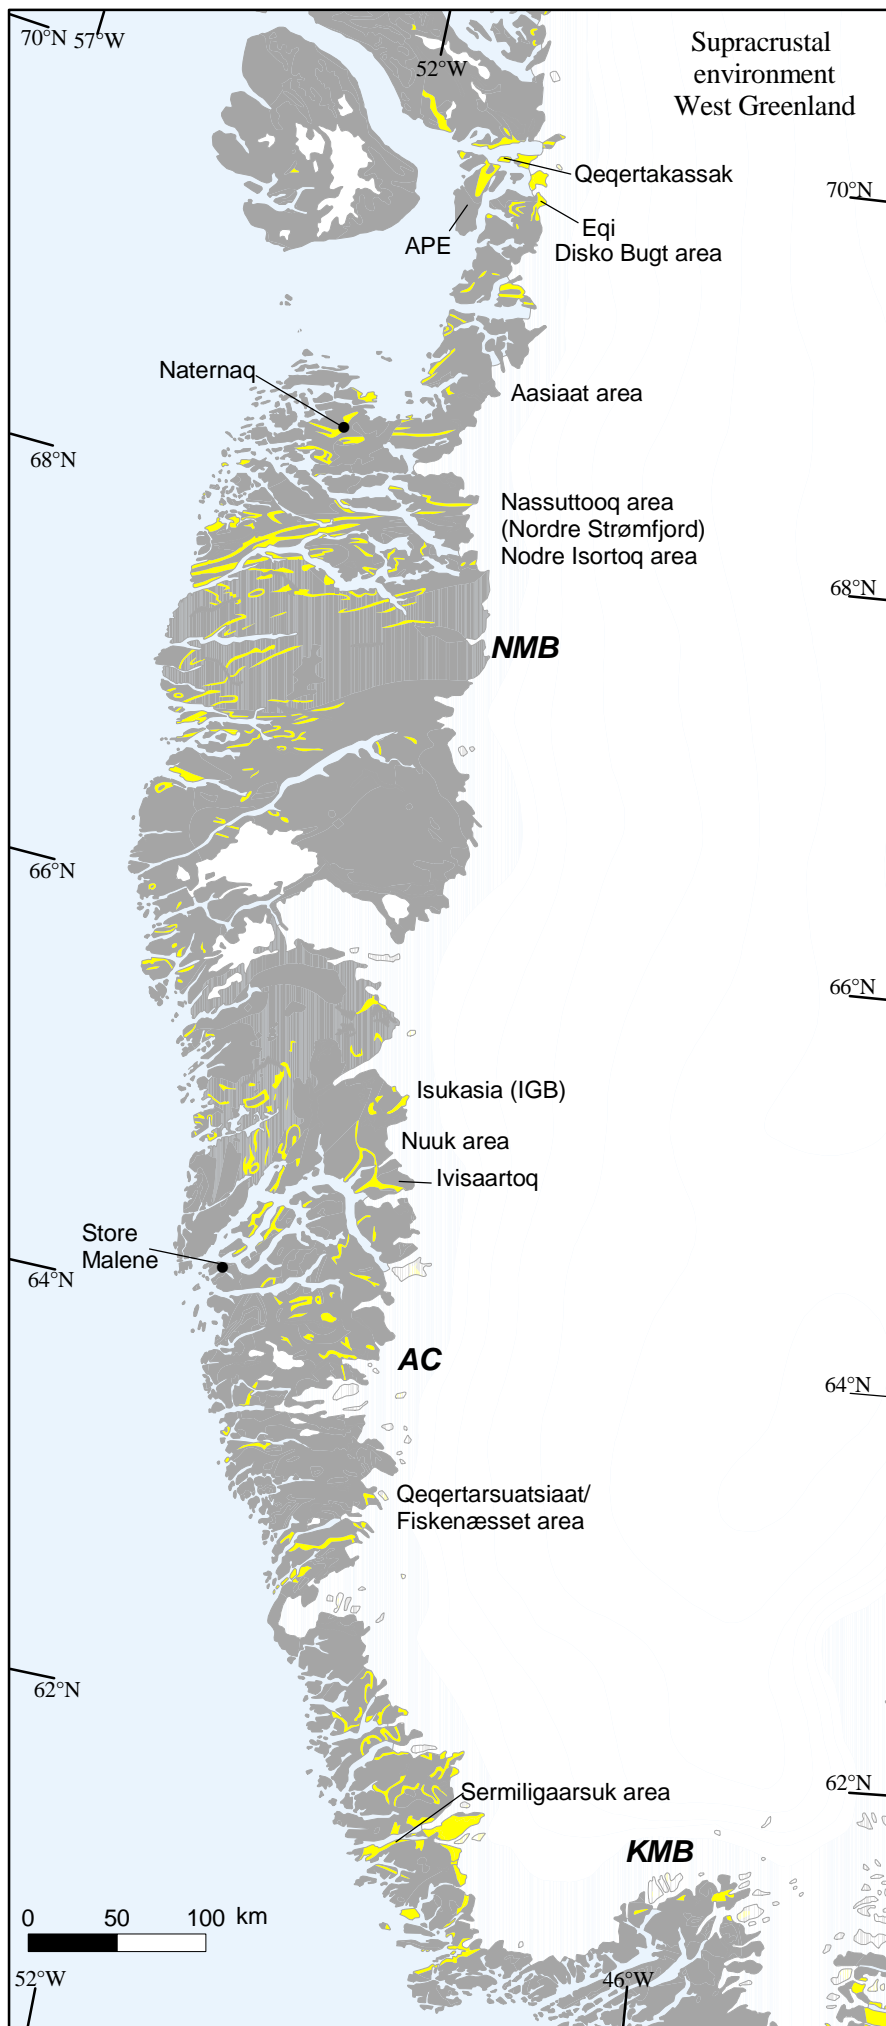 70°N
57°W
52°W
Supracrustal
environment
West Greenland
Qeqertakassak
70°N
APE
Eqi
Disko Bugt area
Naternaq
Aasiaat area
68°N
Nassuttooq area
(Nordre Strømfjord)
Nodre Isortoq area
68°N
NMB
66°N
66°N
Isukasia (IGB)
Nuuk area
Ivisaartoq
Store
Malene
64°N
AC
64°N
Qeqertarsuatsiaat/
Fiskenæsset area
62°N
62°N
Sermiligaarsuk area
KMB
0 50 100 km
52°W
46°W